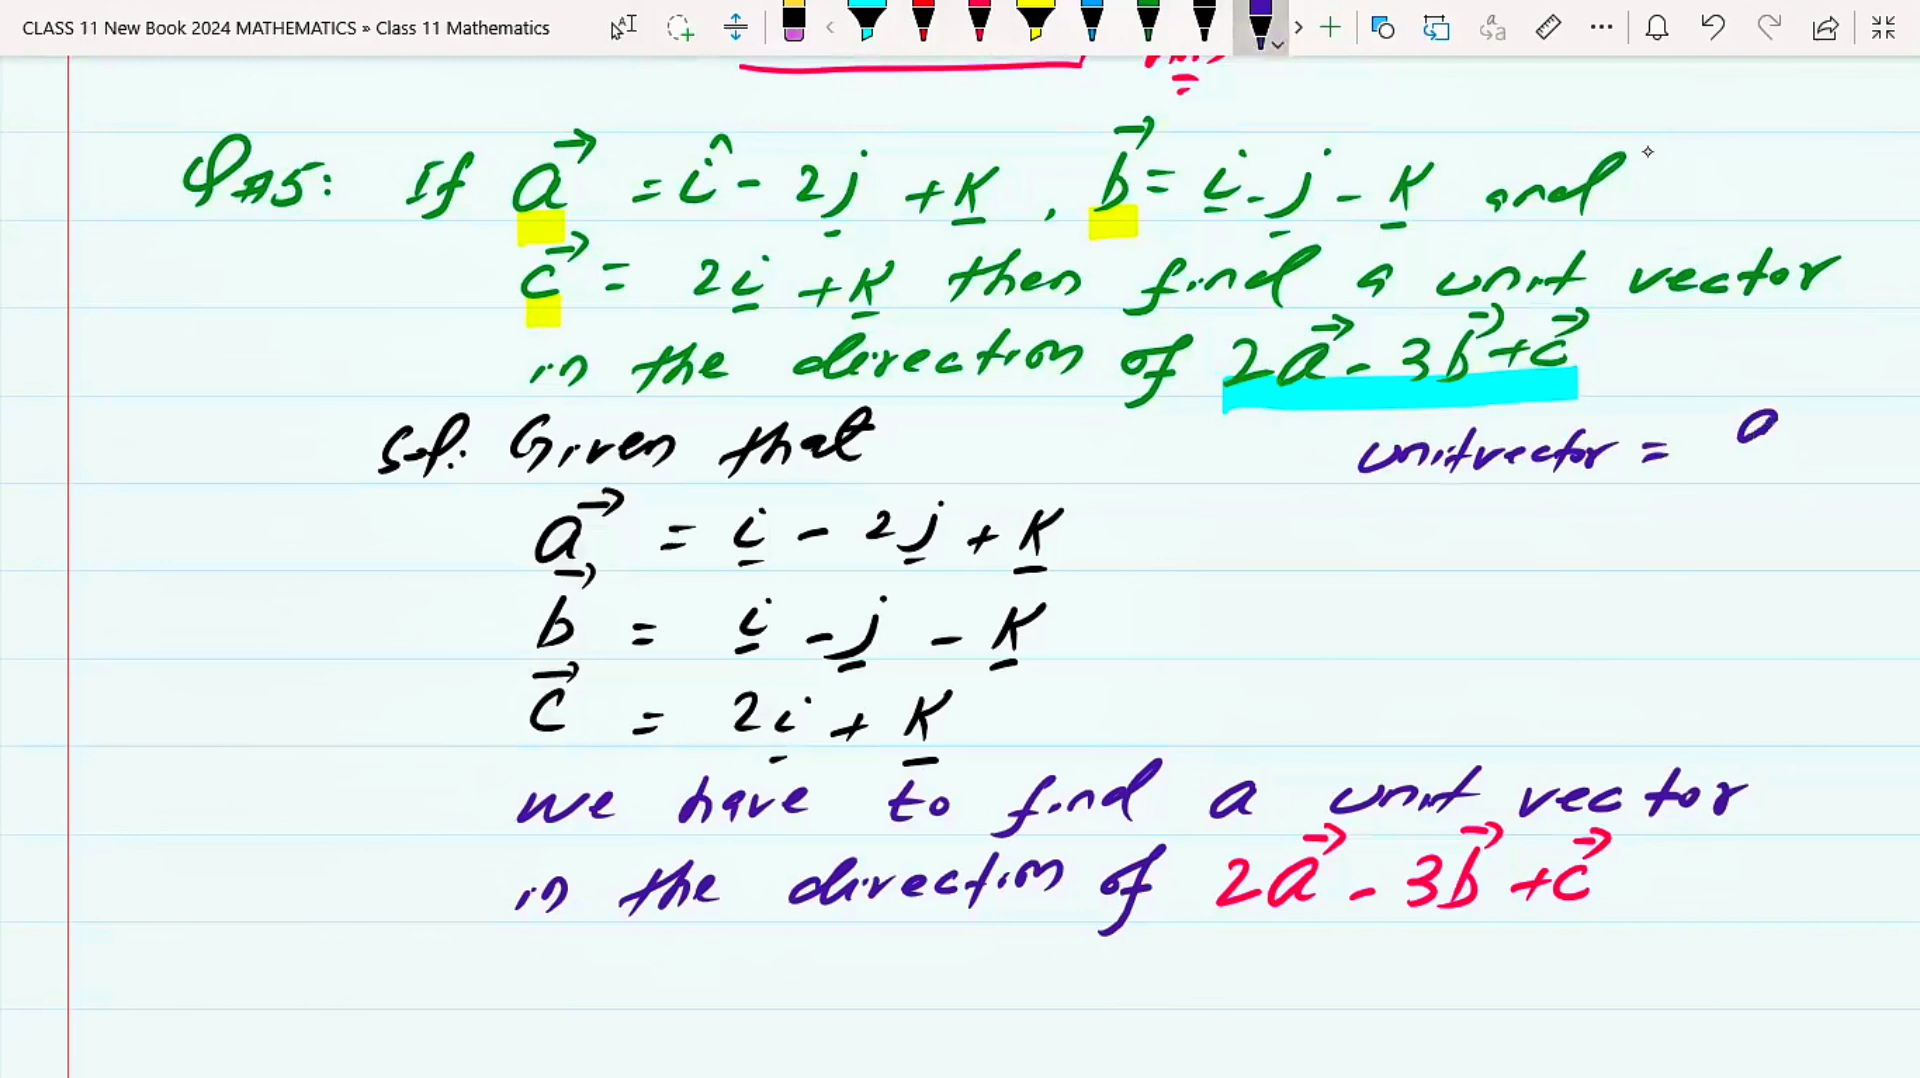 CLASS 11 New Book 2024 MATHEMATICS » Class 11 Mathematics
Q#5: If a⃗ = î - 2j + k , b⃗ = i - j - k and
c⃗ = 2i + k then find a unit vector
in the direction of 2a⃗ - 3b⃗ + c⃗
Sol: Given that
unit vector = a
a⃗ = i - 2j + k
b⃗ = i - j - k
c⃗ = 2i + k
we have to find a unit vector
in the direction of 2a⃗ - 3b⃗ + c⃗